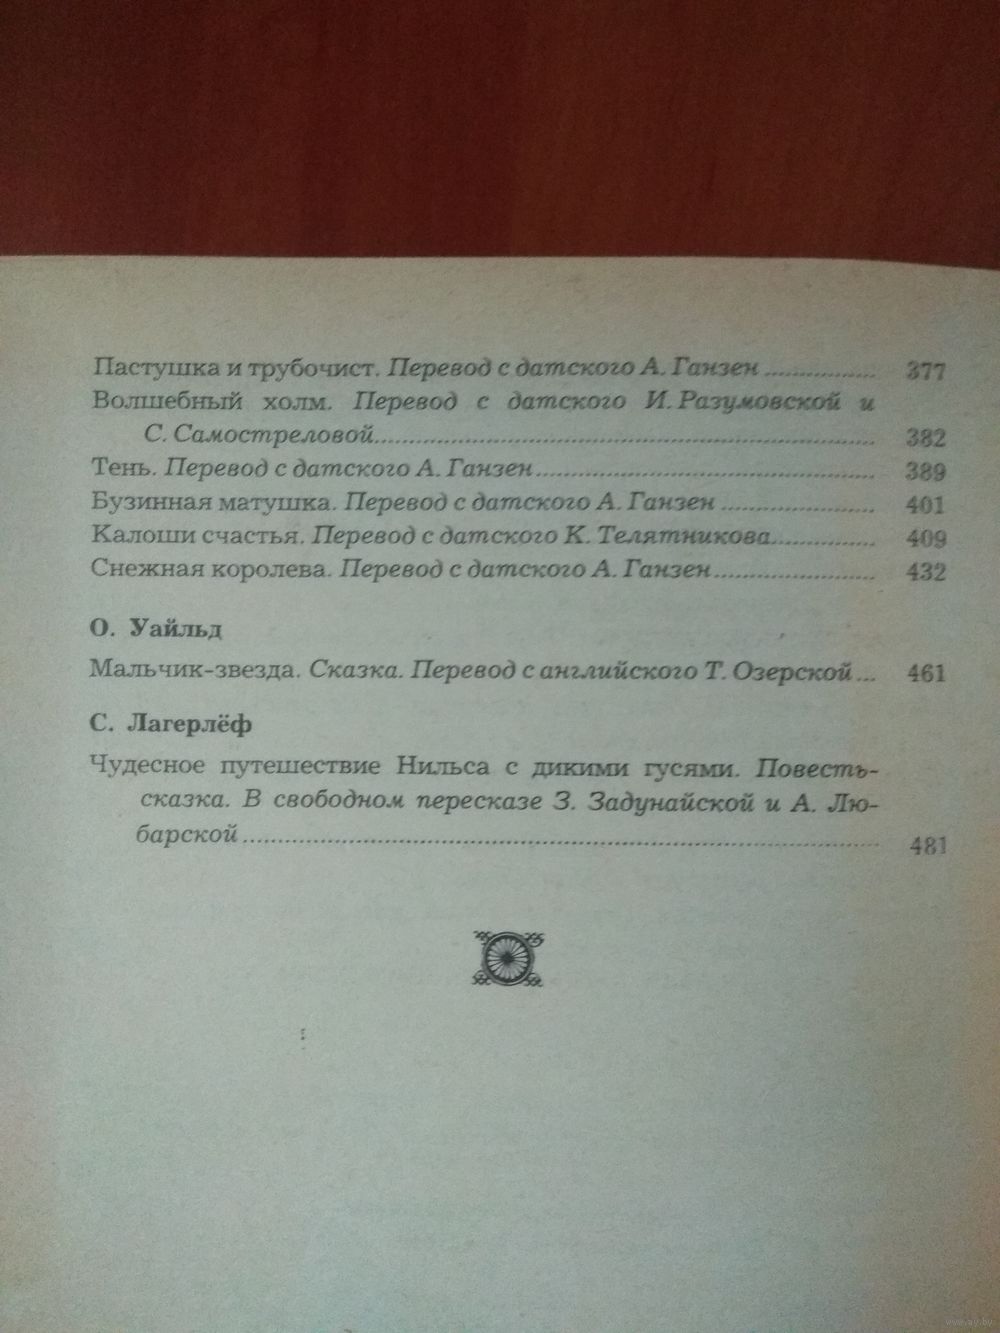 Пастушка и трубочист. Перевод с датского А. Ганзен ................ 377
Волшебный холм. Перевод с датского И. Разумовской и
С. Самостреловой........................................................................ 382
Тень. Перевод с датского А. Ганзен ................................................ 389
Бузинная матушка. Перевод с датского А. Ганзен ...................... 401
Калоши счастья. Перевод с датского К. Телятникова............... 409
Снежная королева. Перевод с датского А. Ганзен....................... 432
О. Уайльд
Мальчик-звезда. Сказка. Перевод с английского Т. Озерской ... 461
С. Лагерлёф
Чудесное путешествие Нильса с дикими гусями. Повесть-
сказка. В свободном пересказе З. Задунайской и А. Лю-
барской ........................................................................................ 481
www.ay.by